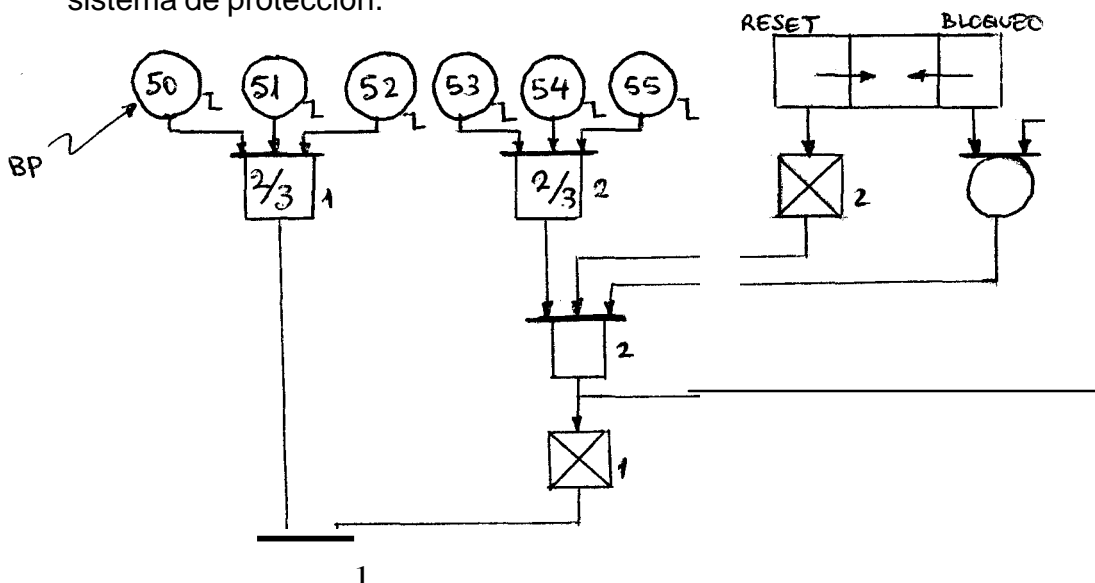 sistema de protección.
RESET BLOQUEO
50 51 52 53 54 55
BP
2/3 1 2/3 2 2
2
1
1